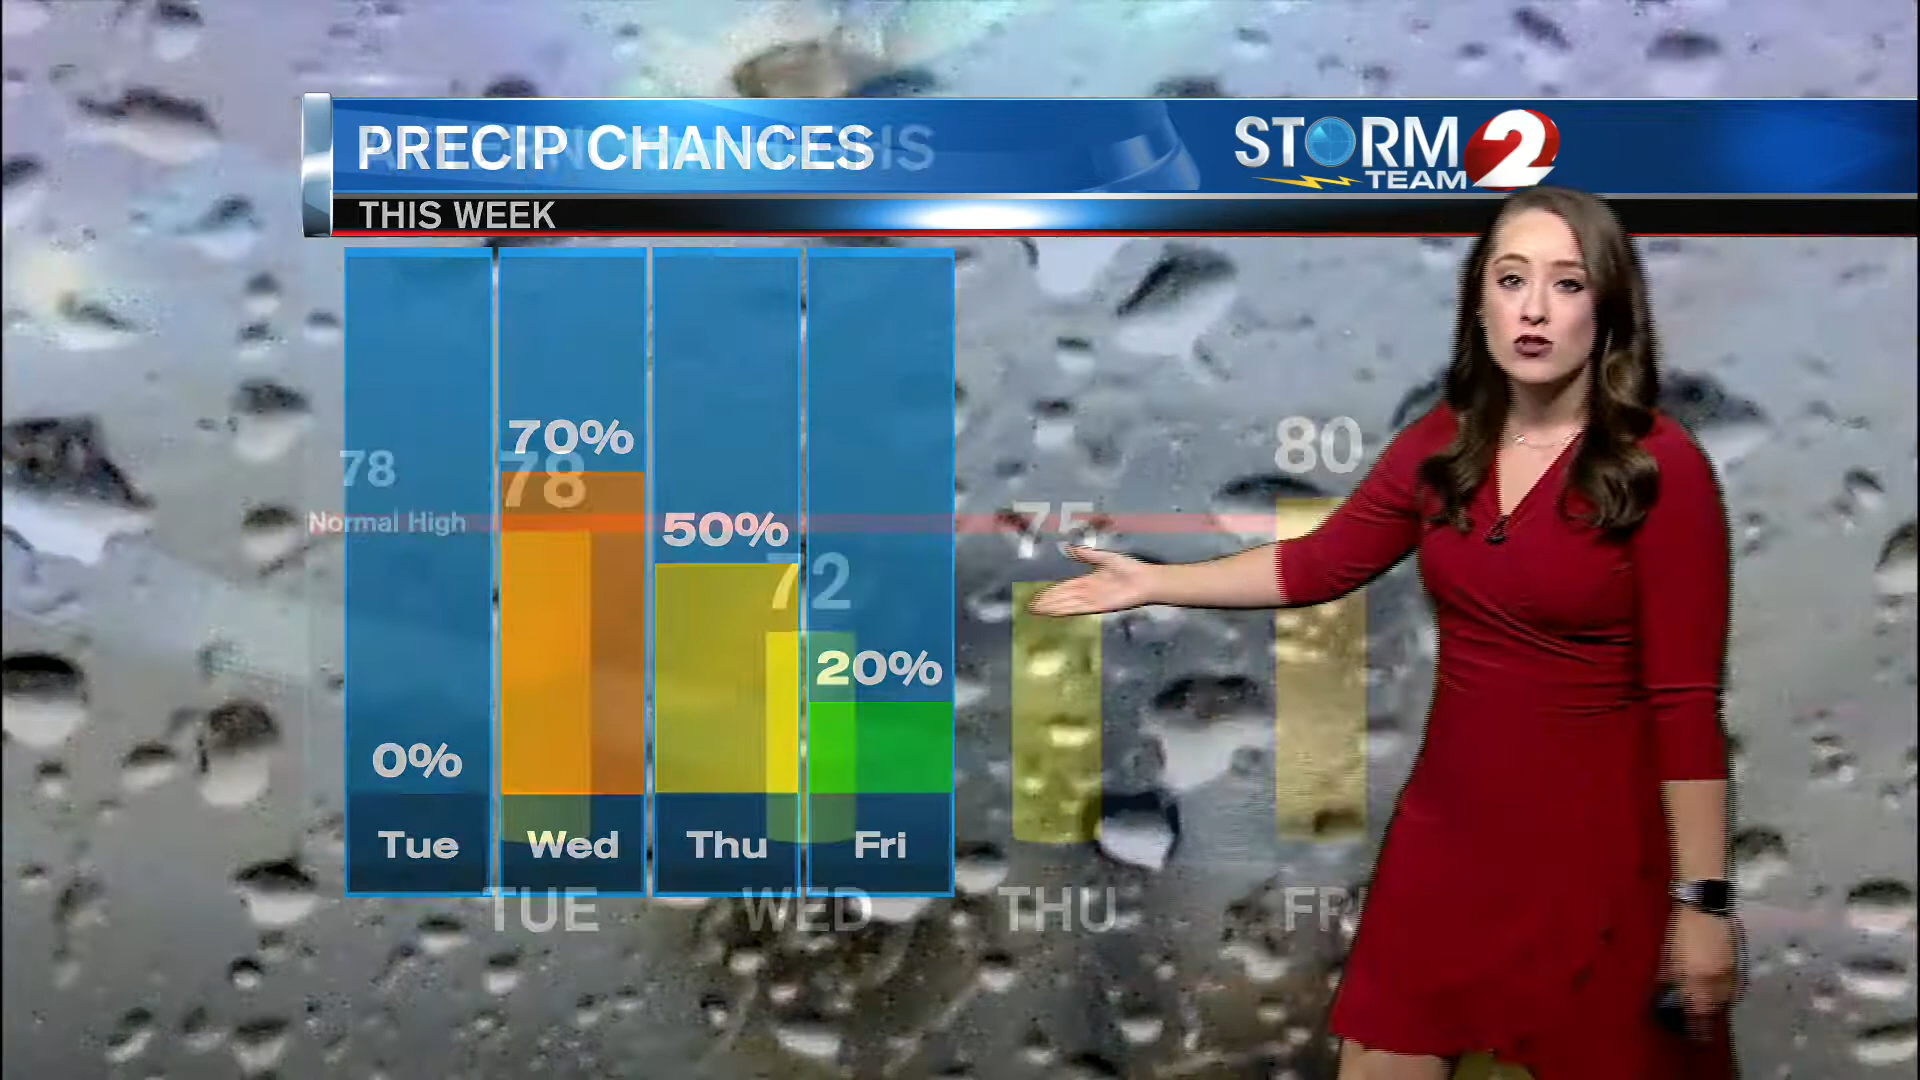 PRECIP CHANCES
THIS WEEK
STORM
TEAM 2
70%
78
78
Normal High
50%
75
80
72
20%
0%
Tue Wed Thu Fri
TUE WED THU FRI